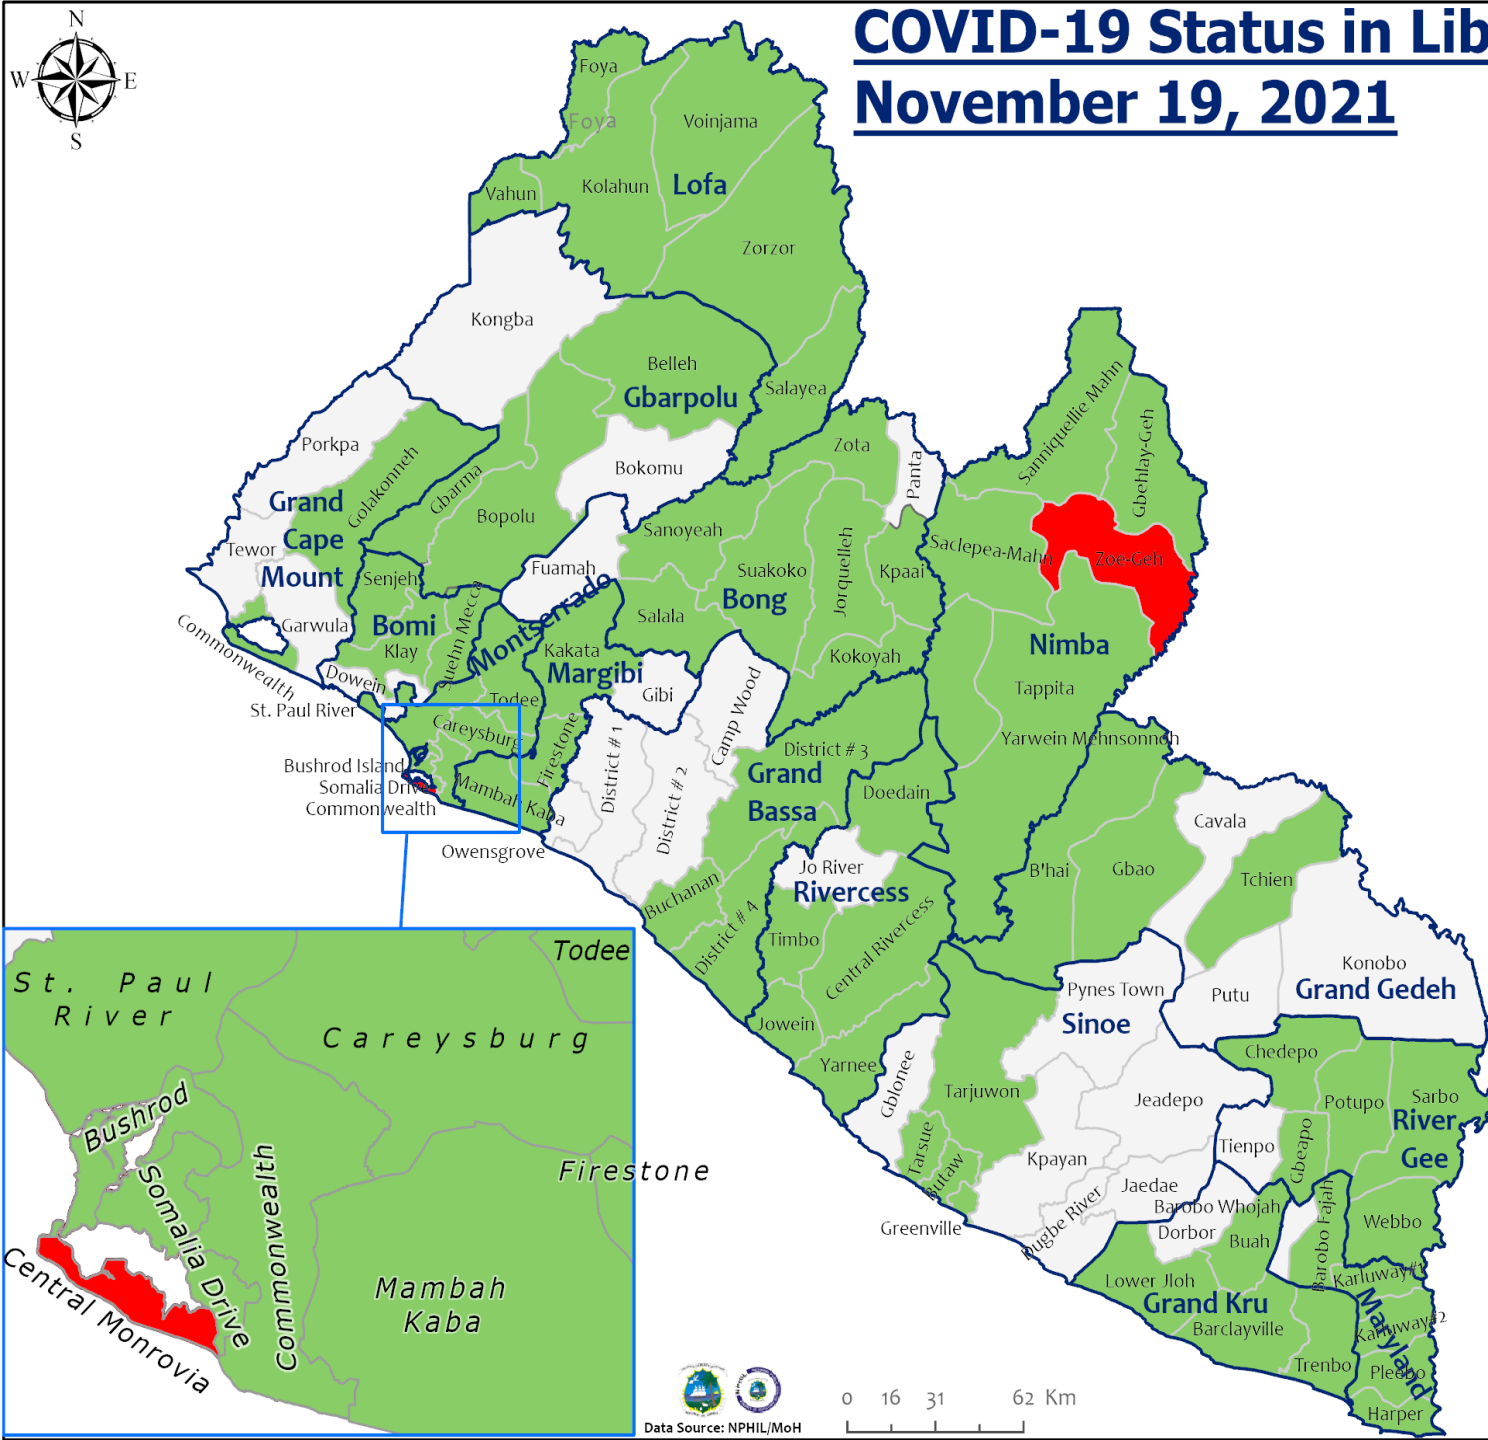 COVID-19 Status in Lib
November 19, 2021
N
W
E
S
Foya
Foya
Voinjama
Vahun
Kolahun
Lofa
Zorzor
Kongba
Belleh
Gbarpolu
Salayea
Porkpa
Golakonneh
Gbarma
Bokomu
Zota
Panta
Sanniquellie Mahn
Gbehlay-Geh
Grand
Cape
Mount
Tewor
Bopolu
Sanoyeah
Saclepea-Mahn
Zoe-Geh
Senjeh
Fuamah
Suakoko
Jorquelleh
Kpaai
Bong
Garwula
Bomi
Klay
Suehn Mecca
Montserrado
Salala
Kakata
Margibi
Kokoyah
Nimba
Commonwealth
Dowein
St. Paul River
Todee
Gibi
Camp Wood
Tappita
Careysburg
Firestone
District # 1
District # 2
District # 3
Yarwein Mehnsonnoh
Bushrod Island
Somalia Drive
Commonwealth
Mambah Kaba
Grand
Bassa
Doedain
Owensgrove
Cavala
Jo River
Rivercess
B'hai
Gbao
Tchien
Buchanan
District # 4
Timbo
Central Rivercess
Konobo
Grand Gedeh
Pynes Town
Putu
Sinoe
Jowein
Yarnee
Gblonee
Tarjuwon
Chedepo
Jeadepo
Potupo
Sarbo
River
Gee
Tarsue
Butaw
Kpayan
Tienpo
Gbeapo
Jaedae
Barobo Whojah
Barobo Fajah
Webbo
Greenville
Dugbe River
Dorbor
Buah
Lower Jloh
Grand Kru
Barclayville
Karluway#1
Karluway#2
Maryland
Trenbo
Pleebo
Harper
St. Paul
River
Todee
Careysburg
Bushrod
Somalia Drive
Commonwealth
Firestone
Central Monrovia
Mambah
Kaba
Data Source: NPHIL/MoH
0 16 31 62 Km